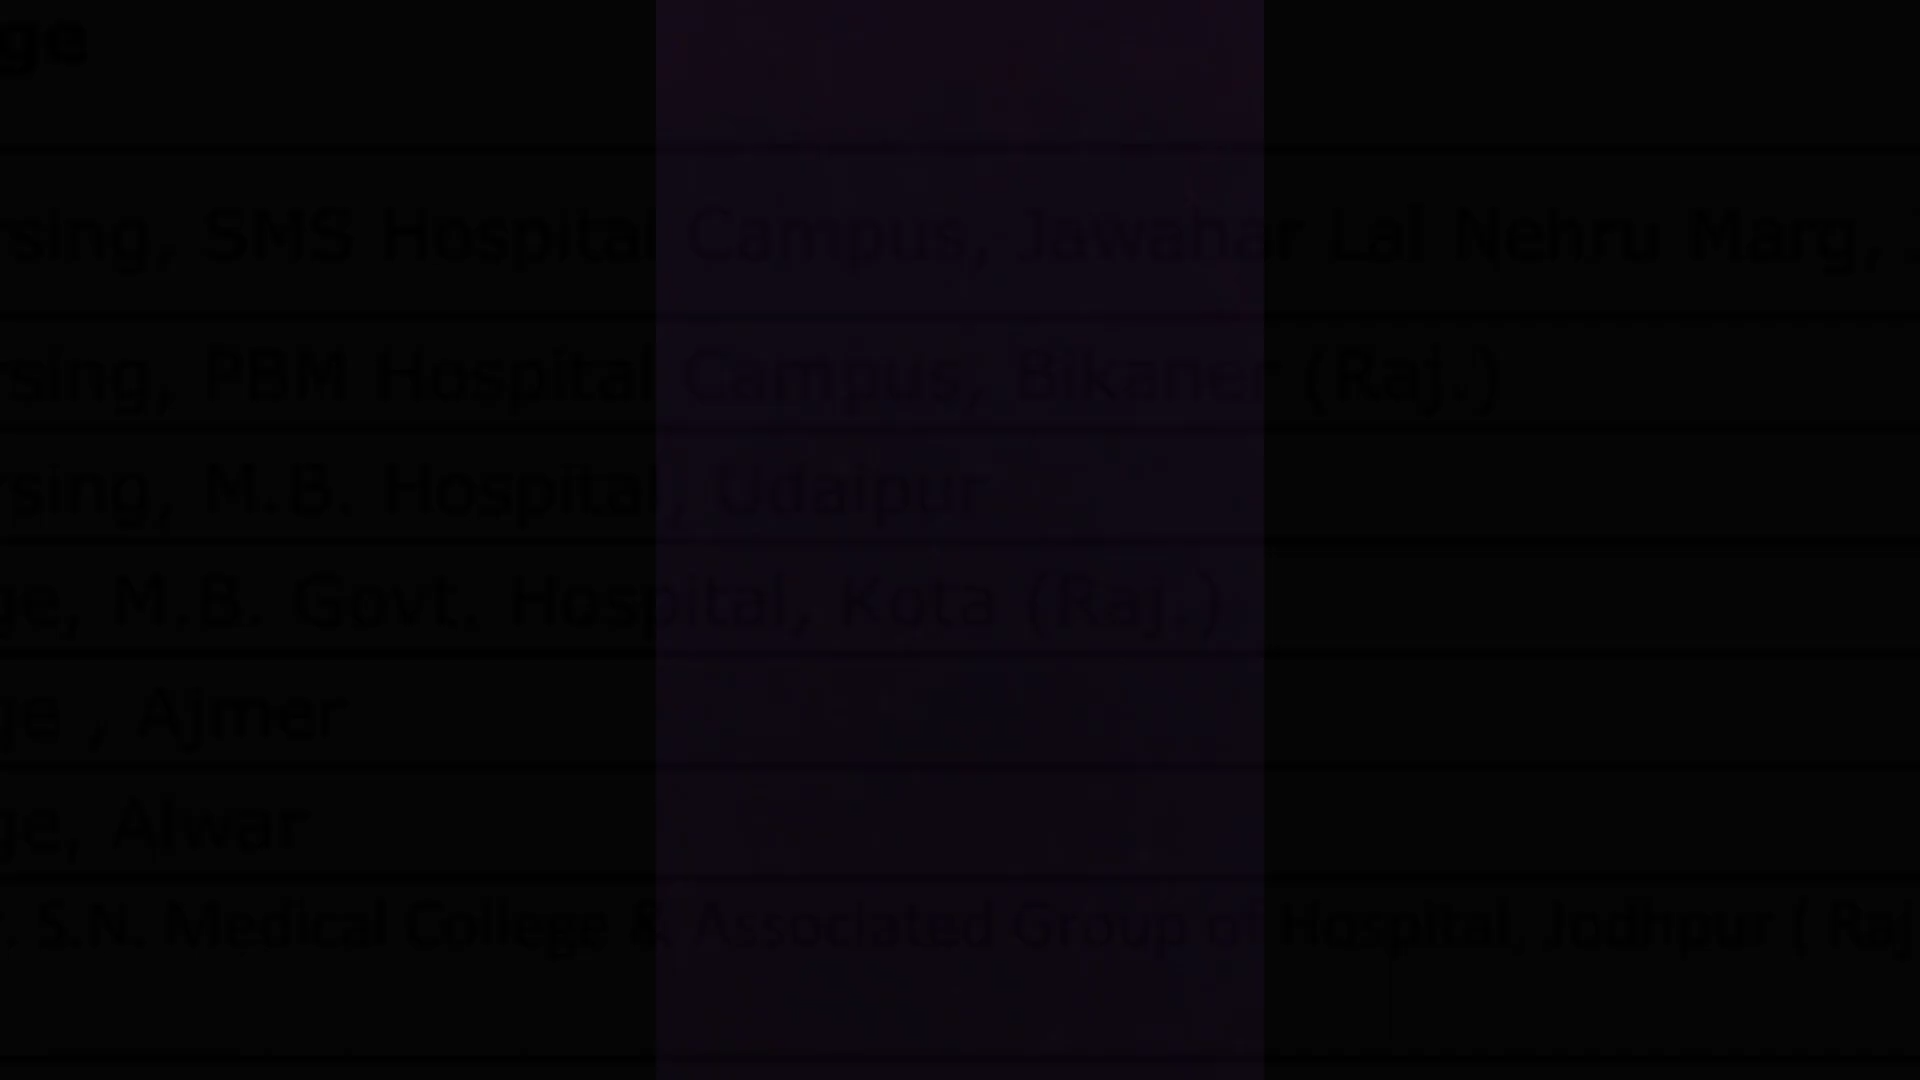 ge
rsing, SMS Hospital Campus, Jawahar Lal Nehru Marg,
rsing, PBM Hospital Campus, Bikaner (Raj.)
rsing, M.B. Hospital, Udaipur
ge, M.B. Govt. Hospital, Kota (Raj.)
ge , Ajmer
ge, Alwar
. S.N. Medical College & Associated Group of Hospital, Jodhpur ( Raj